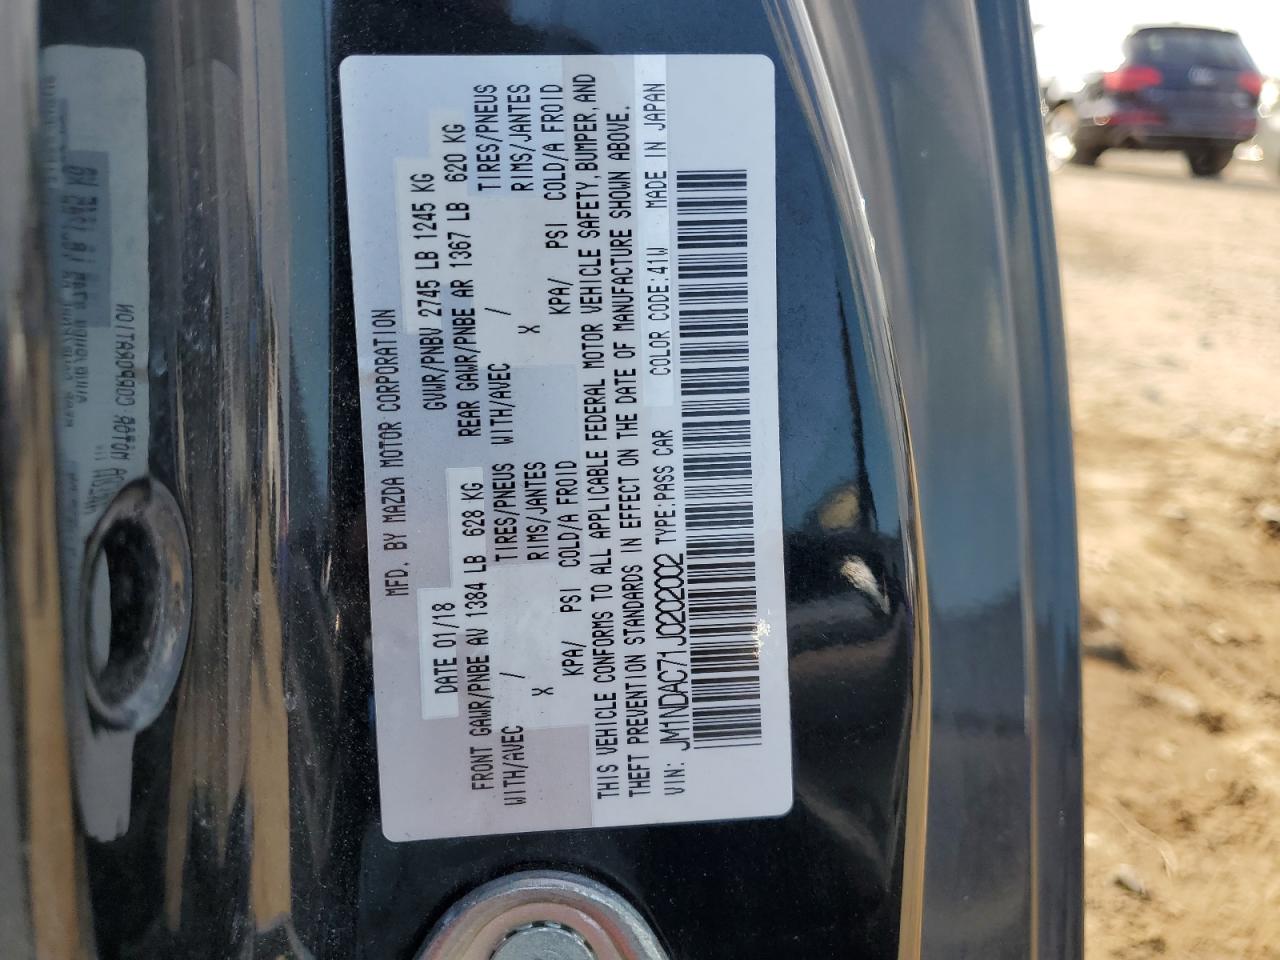 MFD. BY MAZDA MOTOR CORPORATION
DATE 01/18 GVWR/PNBV 2745 LB 1245 KG
FRONT GAWR/PNBE AV 1384 LB 628 KG REAR GAWR/PNBE AR 1367 LB 620 KG
WITH/AVEC / TIRES/PNEUS WITH/AVEC / TIRES/PNEUS
X RIMS/JANTES X RIMS/JANTES
KPA/ PSI COLD/A FROID KPA/ PSI COLD/A FROID
THIS VEHICLE CONFORMS TO ALL APPLICABLE FEDERAL MOTOR VEHICLE SAFETY,BUMPER,AND
THEFT PREVENTION STANDARDS IN EFFECT ON THE DATE OF MANUFACTURE SHOWN ABOVE.
VIN: JM1NDAC71J0202002 TYPE:PASS CAR COLOR CODE:41W MADE IN JAPAN